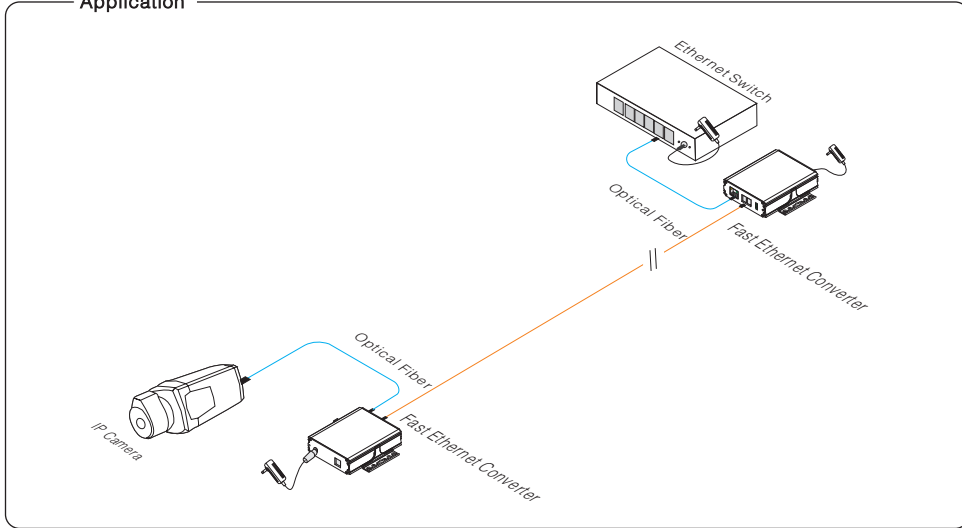 Application
Ethernet Switch
Optical Fiber
Fast Ethernet Converter
Optical Fiber
IP Camera
Fast Ethernet Converter